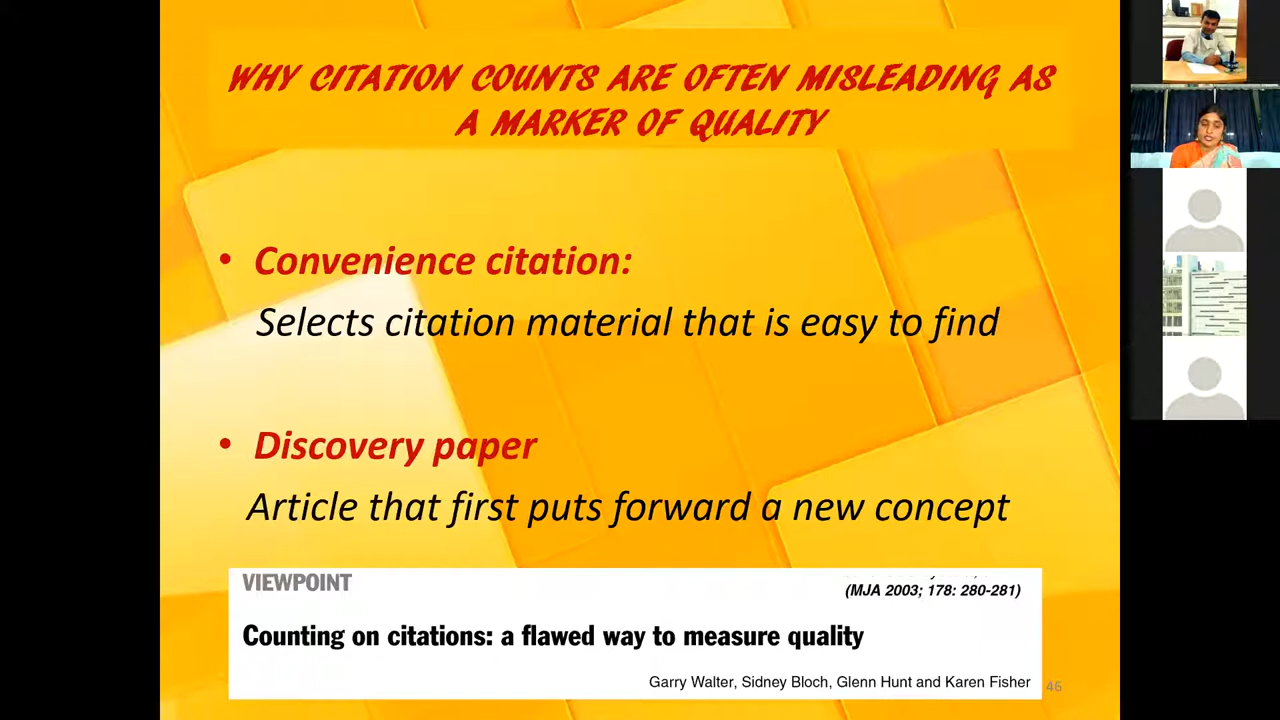 WHY CITATION COUNTS ARE OFTEN MISLEADING AS
A MARKER OF QUALITY
• Convenience citation:
Selects citation material that is easy to find
• Discovery paper
Article that first puts forward a new concept
VIEWPOINT
(MJA 2003; 178: 280-281)
Counting on citations: a flawed way to measure quality
Garry Walter, Sidney Bloch, Glenn Hunt and Karen Fisher
46